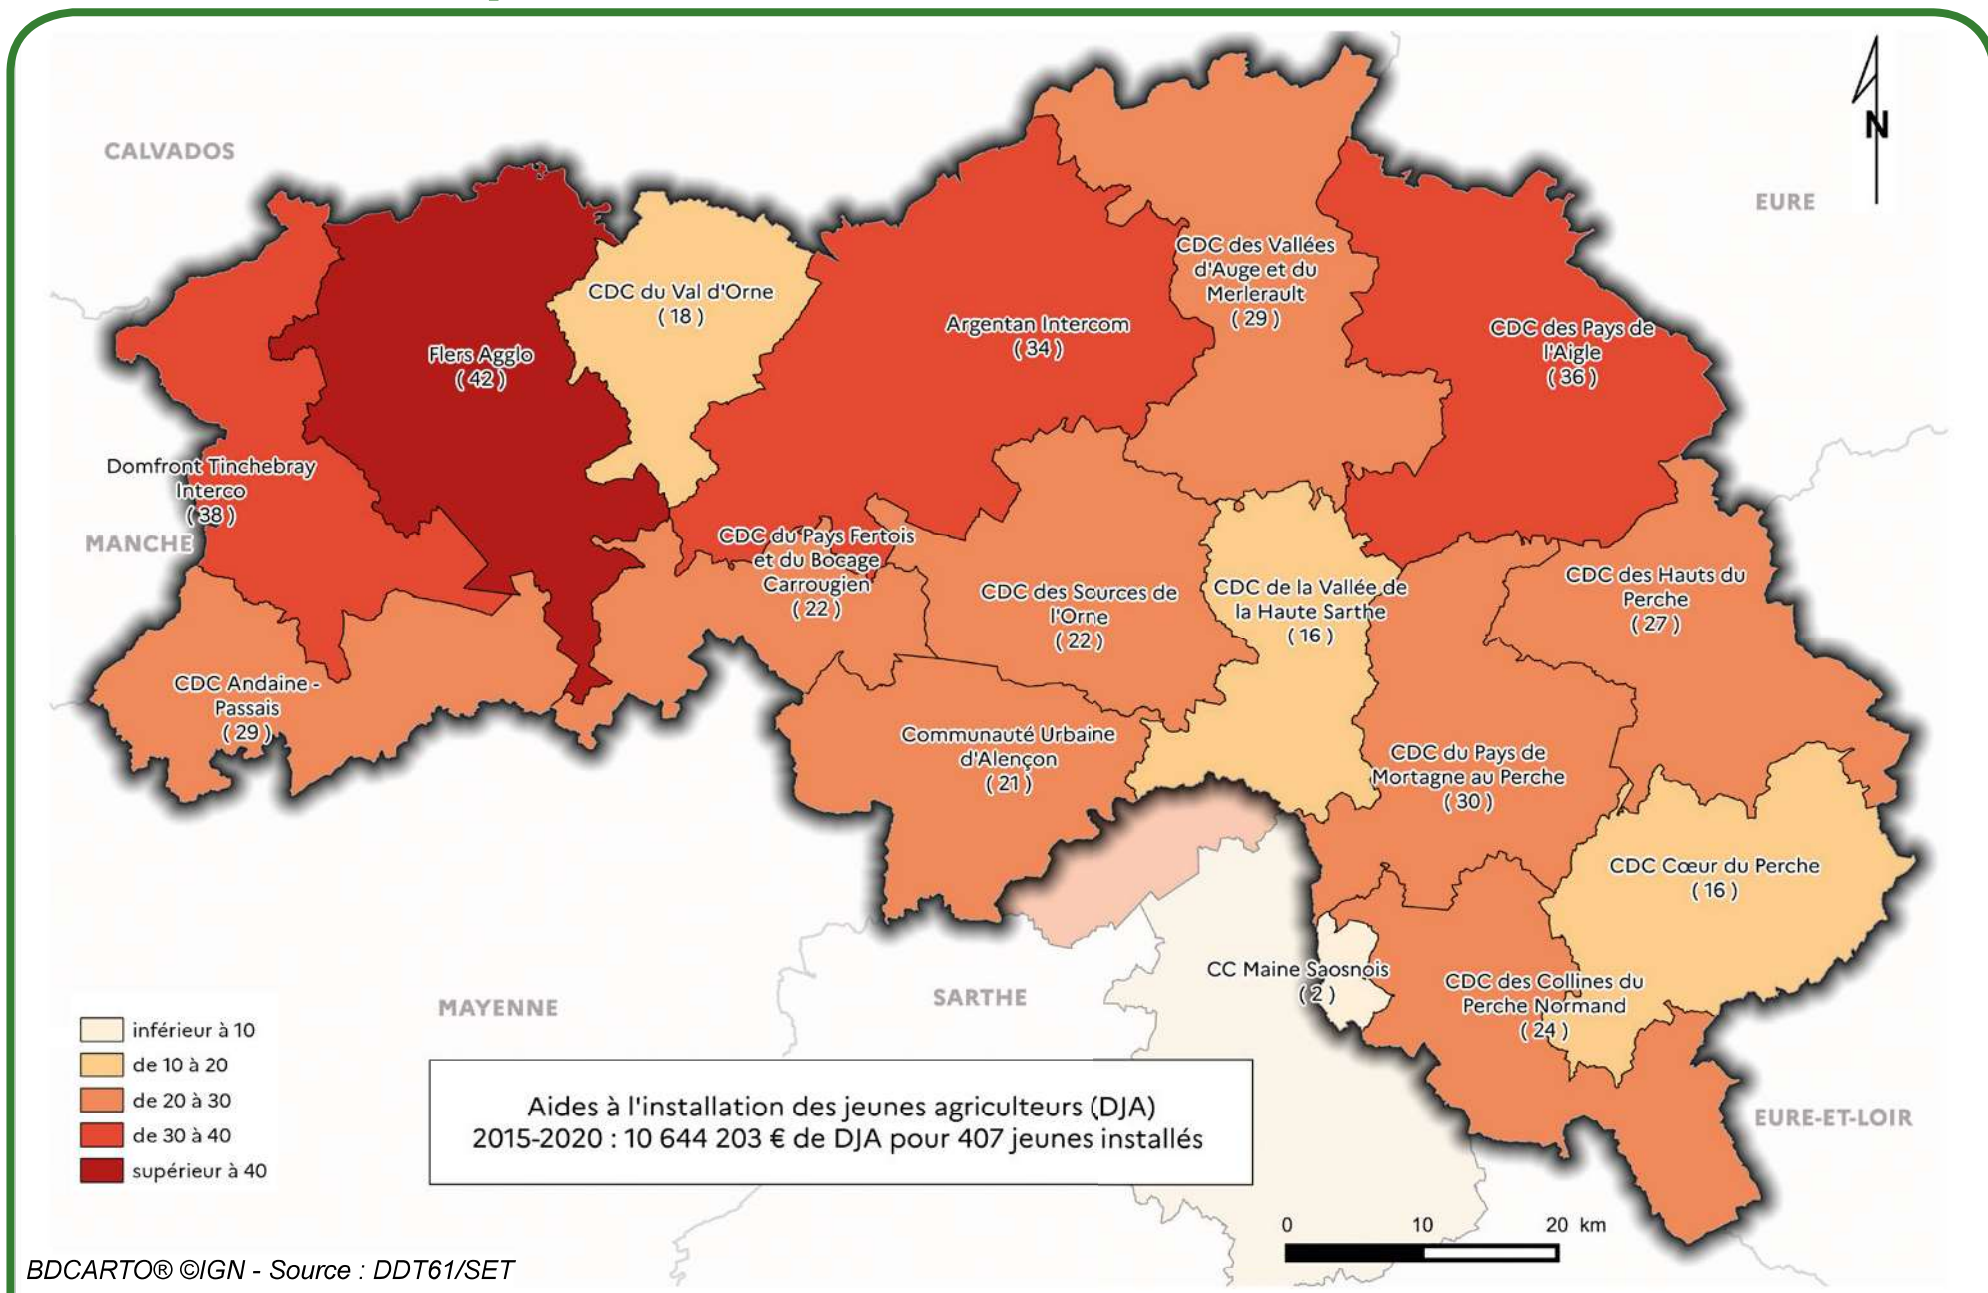 CALVADOS
EURE
N
CDC des Vallées
d'Auge et du
Merlerault
( 29 )
CDC du Val d'Orne
( 18 )
Argentan Intercom
( 34 )
CDC des Pays de
l'Aigle
( 36 )
Flers Agglo
( 42 )
Domfront Tinchebray
Interco
( 38 )
MANCHE
CDC du Pays Fertois
et du Bocage
Carrougien
( 22 )
CDC des Sources de
l'Orne
( 22 )
CDC de la Vallée de
la Haute Sarthe
( 16 )
CDC des Hauts du
Perche
( 27 )
CDC Andaine -
Passais
( 29 )
Communauté Urbaine
d'Alençon
( 21 )
CDC du Pays de
Mortagne au Perche
( 30 )
CDC Cœur du Perche
( 16 )
CC Maine Saosnois
( 2 )
CDC des Collines du
Perche Normand
( 24 )
MAYENNE
SARTHE
EURE-ET-LOIR
inférieur à 10
de 10 à 20
de 20 à 30
de 30 à 40
supérieur à 40
Aides à l'installation des jeunes agriculteurs (DJA)
2015-2020 : 10 644 203 € de DJA pour 407 jeunes installés
0 10 20 km
BDCARTO® ©IGN - Source : DDT61/SET